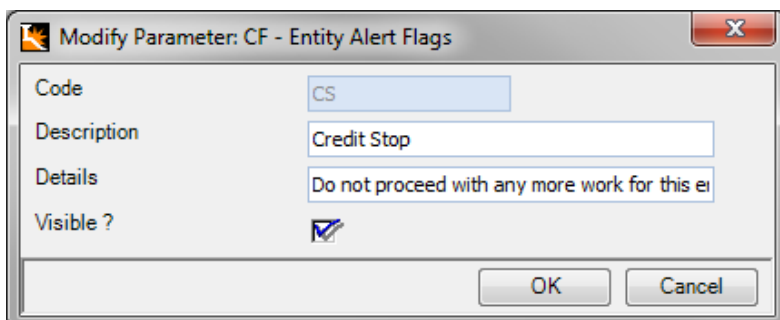 Modify Parameter: CF - Entity Alert Flags
Code
CS
Description
Credit Stop
Details
Do not proceed with any more work for this
Visible ?
OK
Cancel